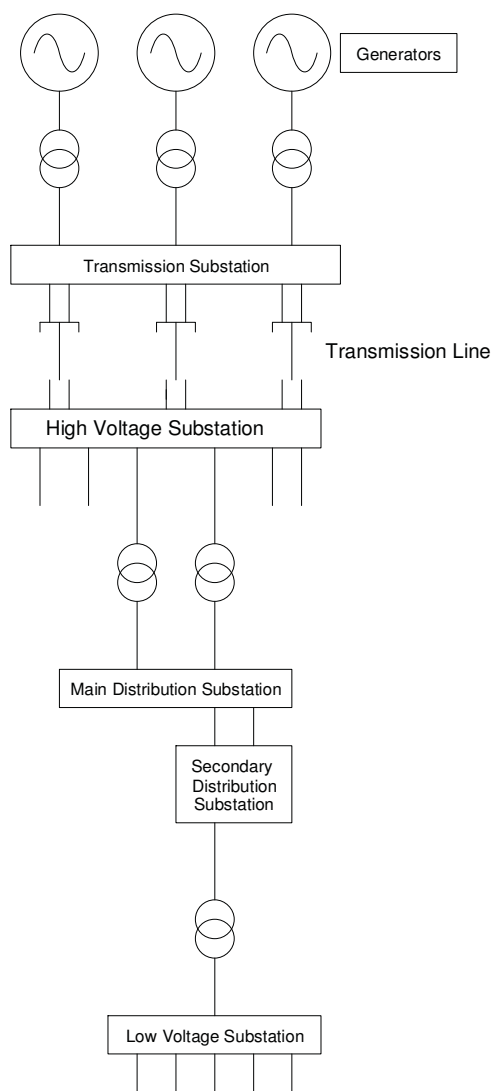 Generators
Transmission Substation
Transmission Line
High Voltage Substation
Main Distribution Substation
Secondary
Distribution
Substation
Low Voltage Substation